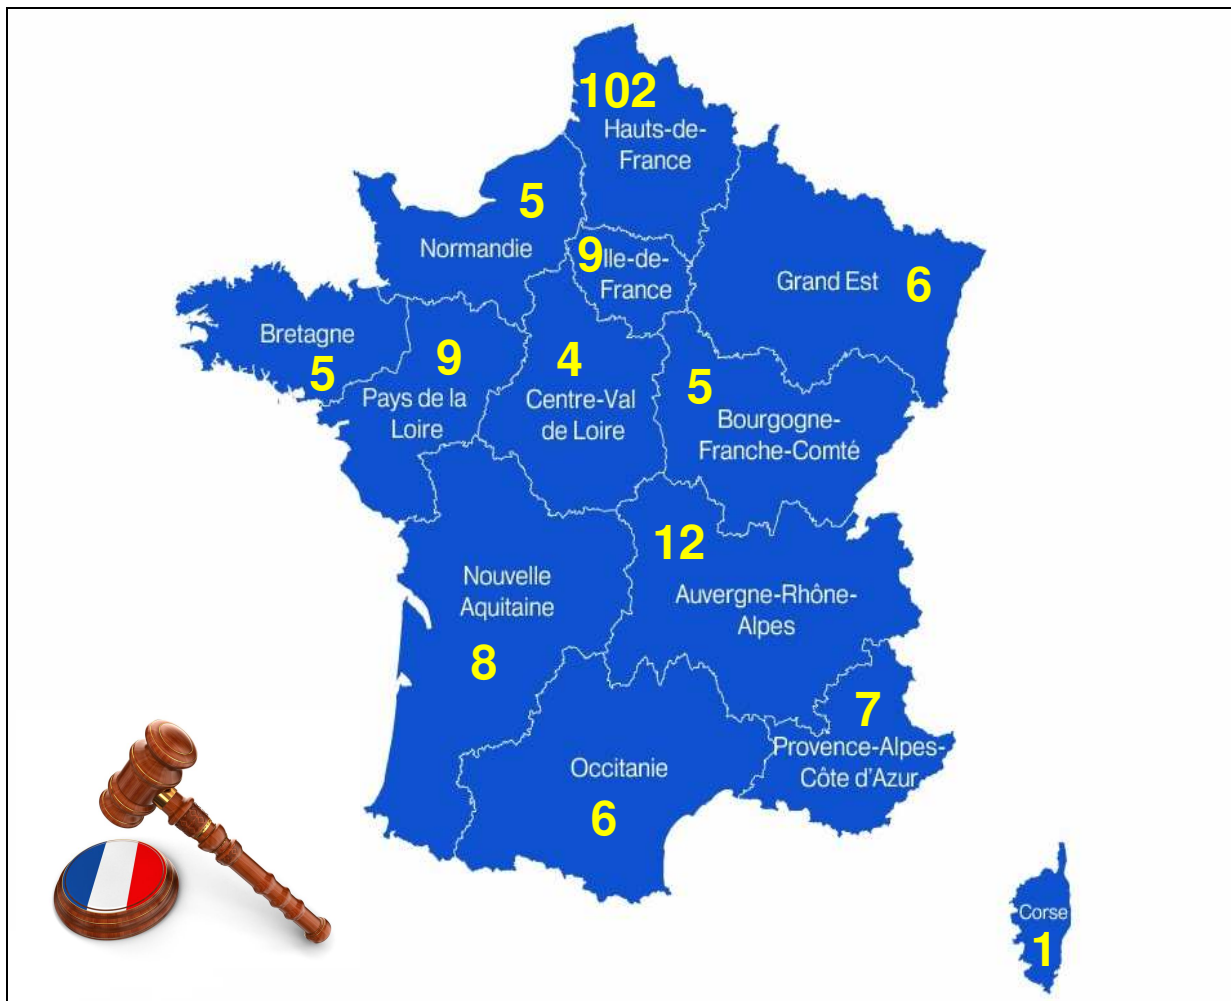 102
Hauts-de-
France
5
Normandie
9
Ile-de-
France
Grand Est
6
Bretagne
5
9
Pays de la
Loire
4
Centre-Val
de Loire
5
Bourgogne-
Franche-Comté
12
Auvergne-Rhône-
Alpes
Nouvelle
Aquitaine
8
7
Provence-Alpes-
Côte d'Azur
Occitanie
6
Corse
1